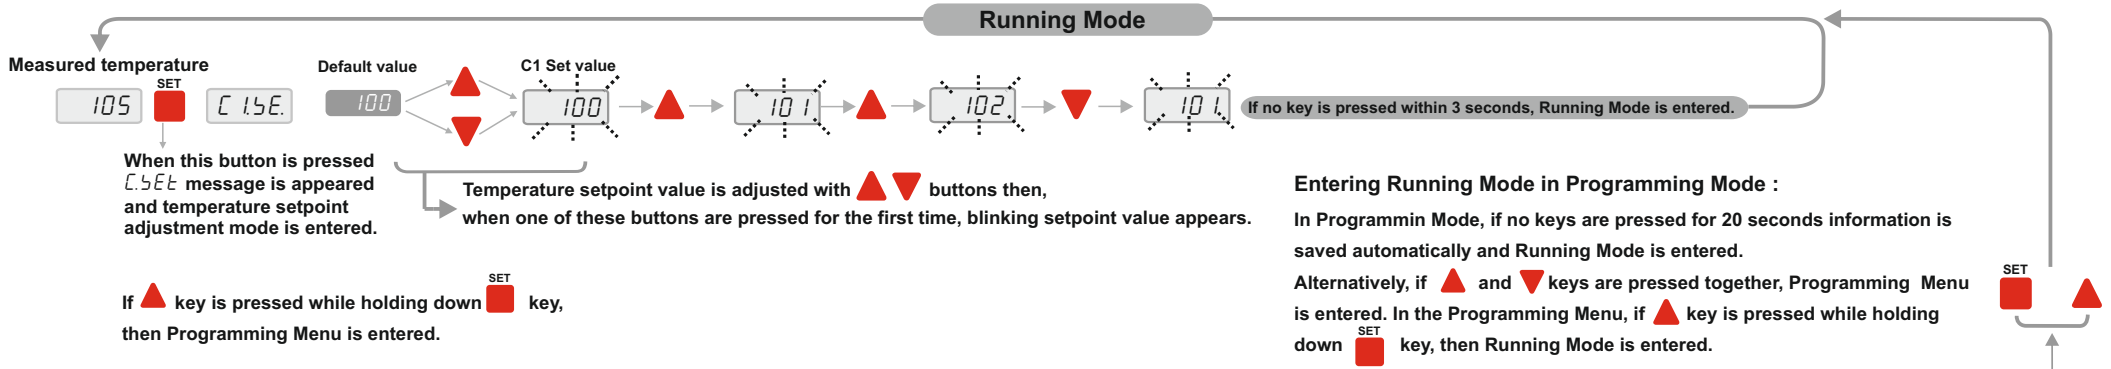 Running Mode
Measured temperature
Default value
C1 Set value
SET
105
C1.SE.
100
100
101
102
101.
If no key is pressed within 3 seconds, Running Mode is entered.
When this button is pressed
C.SEt message is appeared
and temperature setpoint
adjustment mode is entered.
Temperature setpoint value is adjusted with buttons then,
when one of these buttons are pressed for the first time, blinking setpoint value appears.
If key is pressed while holding down SET key,
then Programming Menu is entered.
Entering Running Mode in Programming Mode :
In Programmin Mode, if no keys are pressed for 20 seconds information is
saved automatically and Running Mode is entered.
Alternatively, if and keys are pressed together, Programming Menu
is entered. In the Programming Menu, if key is pressed while holding
down SET key, then Running Mode is entered.
SET